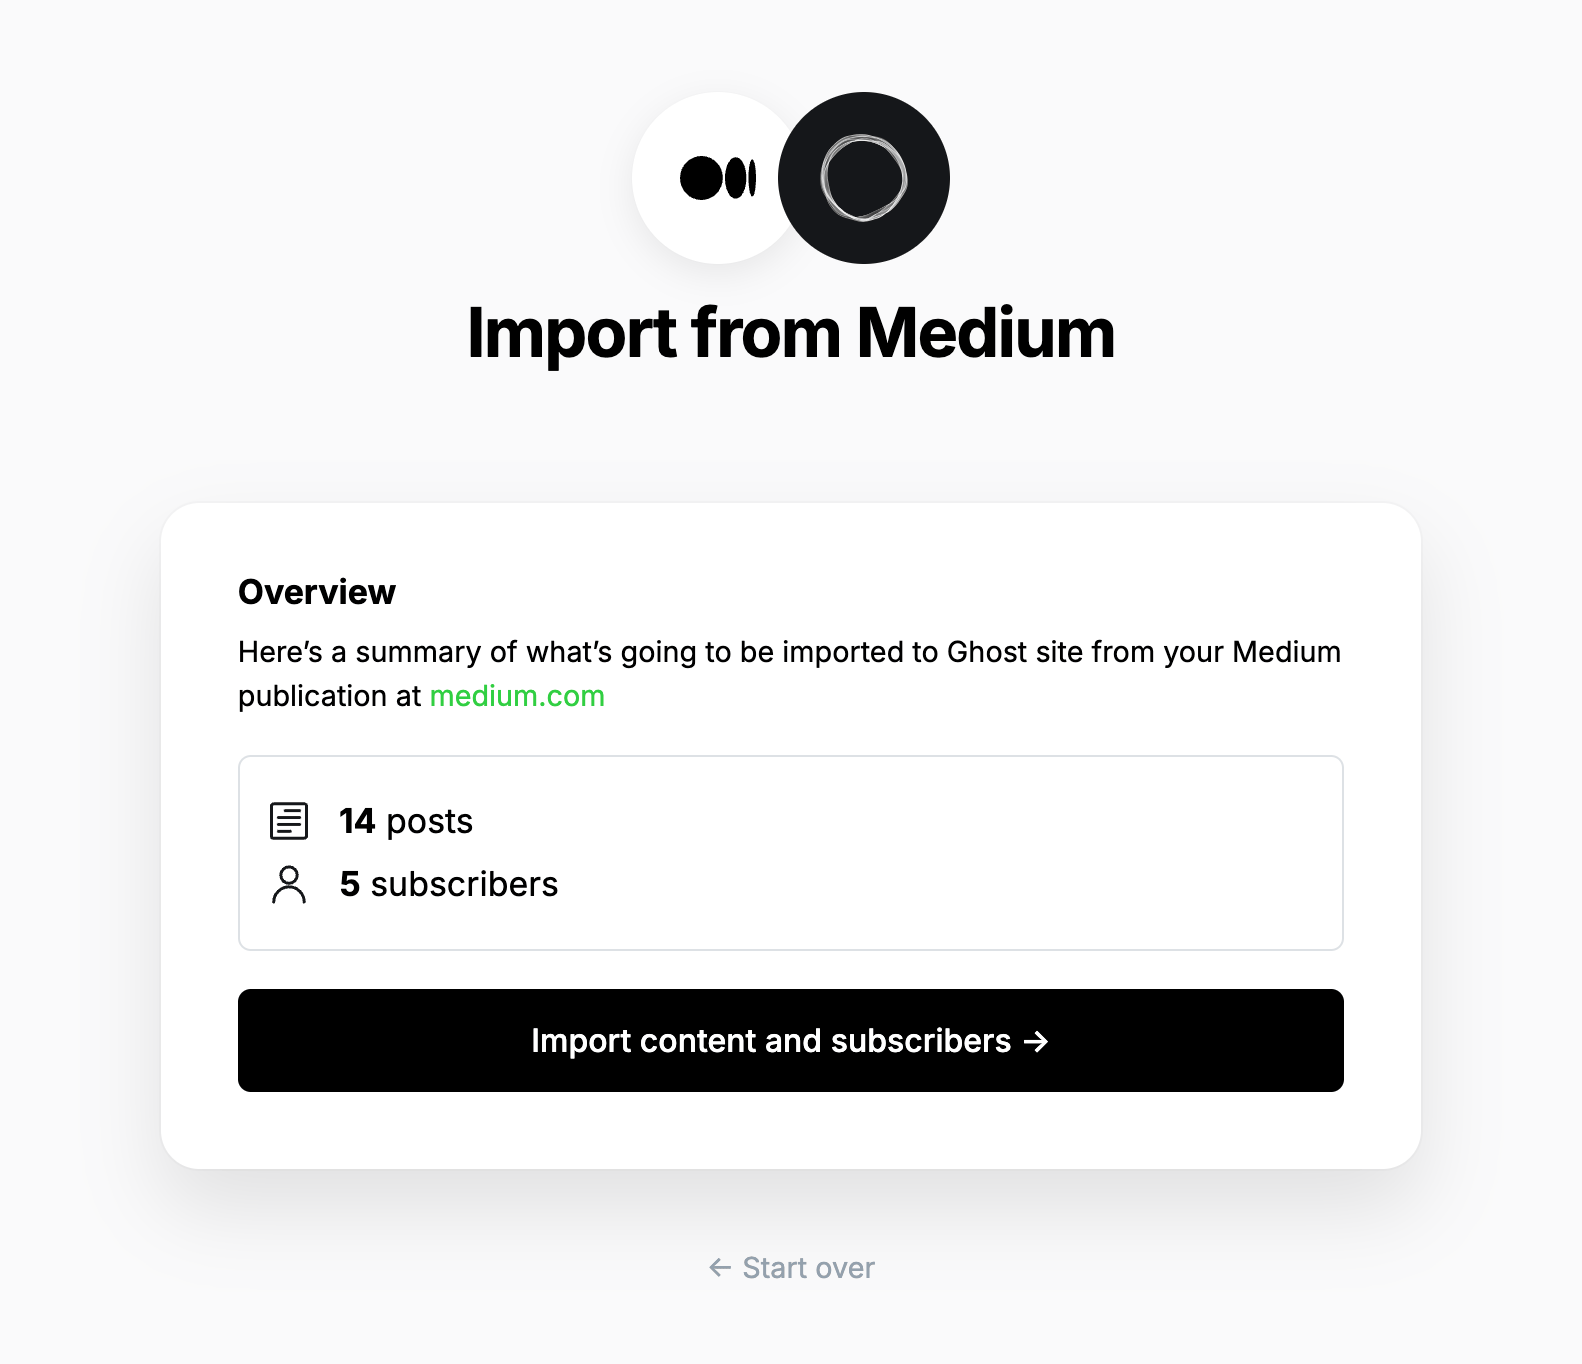 Import from Medium
Overview
Here’s a summary of what’s going to be imported to Ghost site from your Medium
publication at medium.com
14 posts
5 subscribers
Import content and subscribers →
← Start over